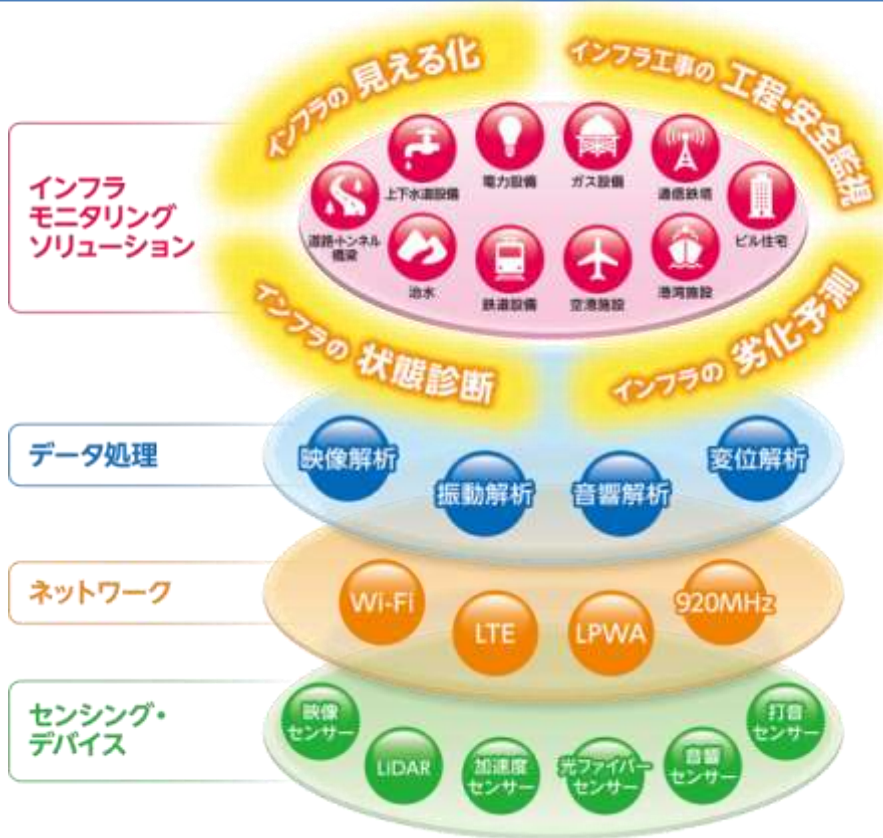 インフラの 見える化
インフラ工事の 工程・安全監視
インフラ
モニタリング
ソリューション
上下水道設備
電力設備
ガス設備
通信鉄塔
道路・トンネル
橋梁
治水
鉄道設備
空港施設
港湾施設
ビル住宅
インフラの 状態診断
インフラの 劣化予測
データ処理
映像解析
振動解析
音響解析
変位解析
ネットワーク
Wi-Fi
LTE
LPWA
920MHz
センシング・
デバイス
映像
センサー
LiDAR
加速度
センサー
光ファイバー
センサー
音響
センサー
打音
センサー